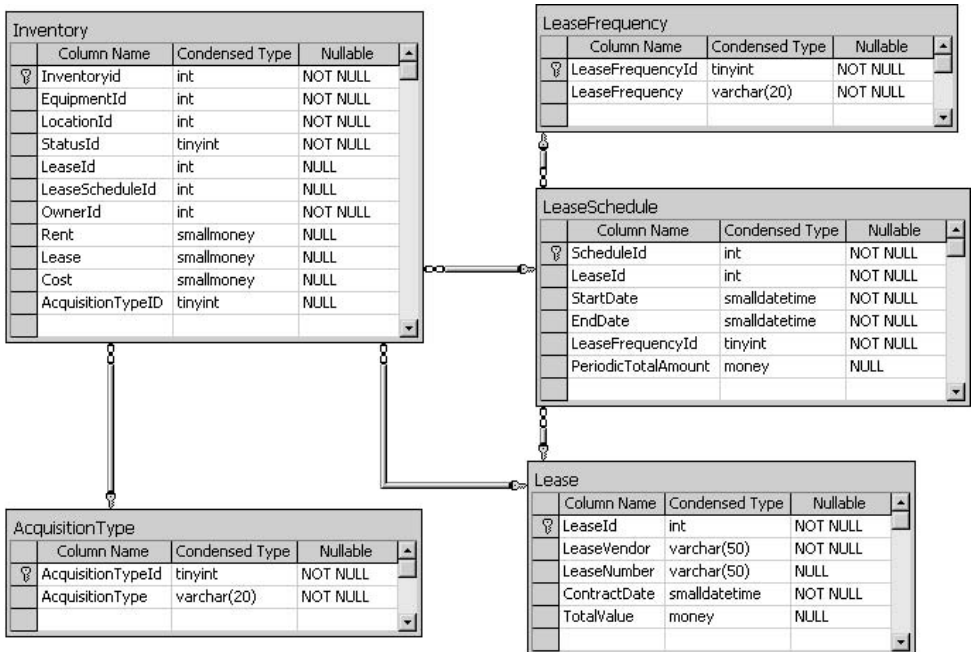 Inventory
Column Name Condensed Type Nullable
Inventoryid int NOT NULL
EquipmentId int NOT NULL
LocationId int NOT NULL
StatusId tinyint NOT NULL
LeaseId int NULL
LeaseScheduleId int NULL
OwnerId int NOT NULL
Rent smallmoney NULL
Lease smallmoney NULL
Cost smallmoney NULL
AcquisitionTypeID tinyint NULL
LeaseFrequency
Column Name Condensed Type Nullable
LeaseFrequencyId tinyint NOT NULL
LeaseFrequency varchar(20) NOT NULL
LeaseSchedule
Column Name Condensed Type Nullable
ScheduleId int NOT NULL
LeaseId int NOT NULL
StartDate smalldatetime NOT NULL
EndDate smalldatetime NOT NULL
LeaseFrequencyId tinyint NOT NULL
PeriodicTotalAmount money NULL
AcquisitionType
Column Name Condensed Type Nullable
AcquisitionTypeId tinyint NOT NULL
AcquisitionType varchar(20) NOT NULL
Lease
Column Name Condensed Type Nullable
LeaseId int NOT NULL
LeaseVendor varchar(50) NOT NULL
LeaseNumber varchar(50) NULL
ContractDate smalldatetime NOT NULL
TotalValue money NULL